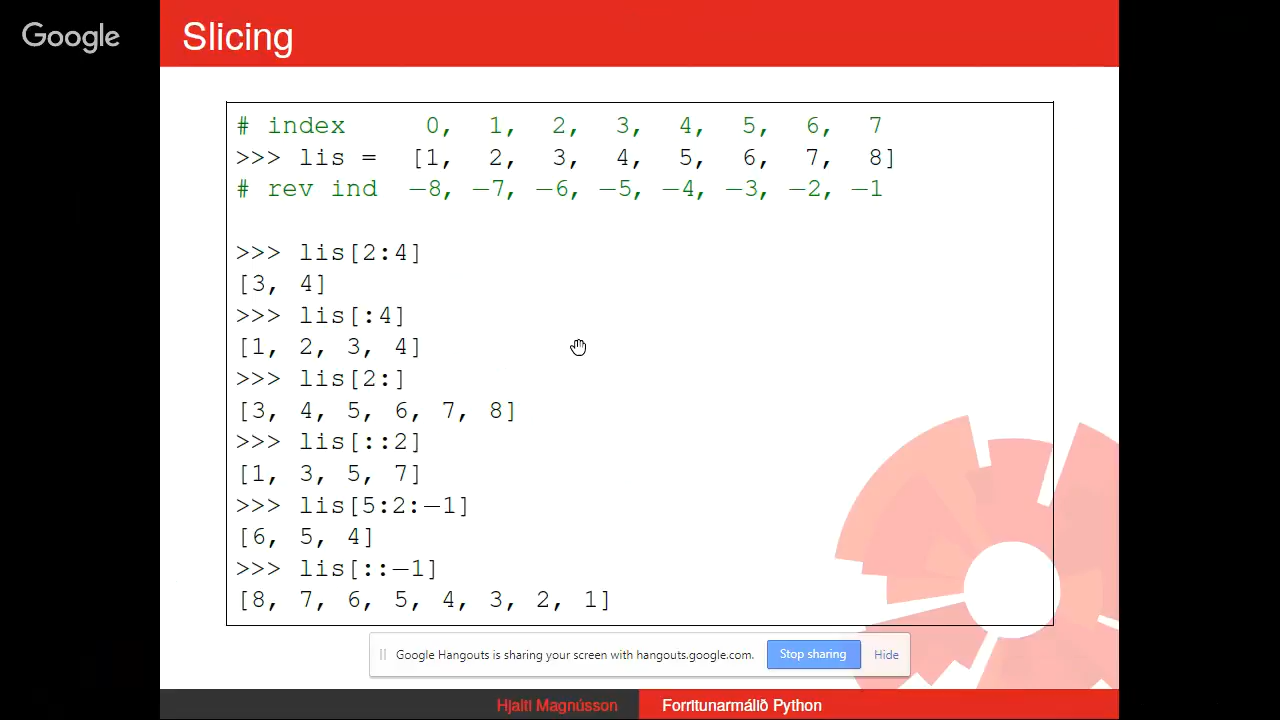 Google
Slicing
# index 0, 1, 2, 3, 4, 5, 6, 7
>>> lis = [1, 2, 3, 4, 5, 6, 7, 8]
# rev ind −8, −7, −6, −5, −4, −3, −2, −1
>>> lis[2:4]
[3, 4]
>>> lis[:4]
[1, 2, 3, 4]
>>> lis[2:]
[3, 4, 5, 6, 7, 8]
>>> lis[::2]
[1, 3, 5, 7]
>>> lis[5:2:−1]
[6, 5, 4]
>>> lis[::−1]
[8, 7, 6, 5, 4, 3, 2, 1]
Google Hangouts is sharing your screen with hangouts.google.com. Stop sharing Hide
Hjalti Magnússon Forritunarmálið Python